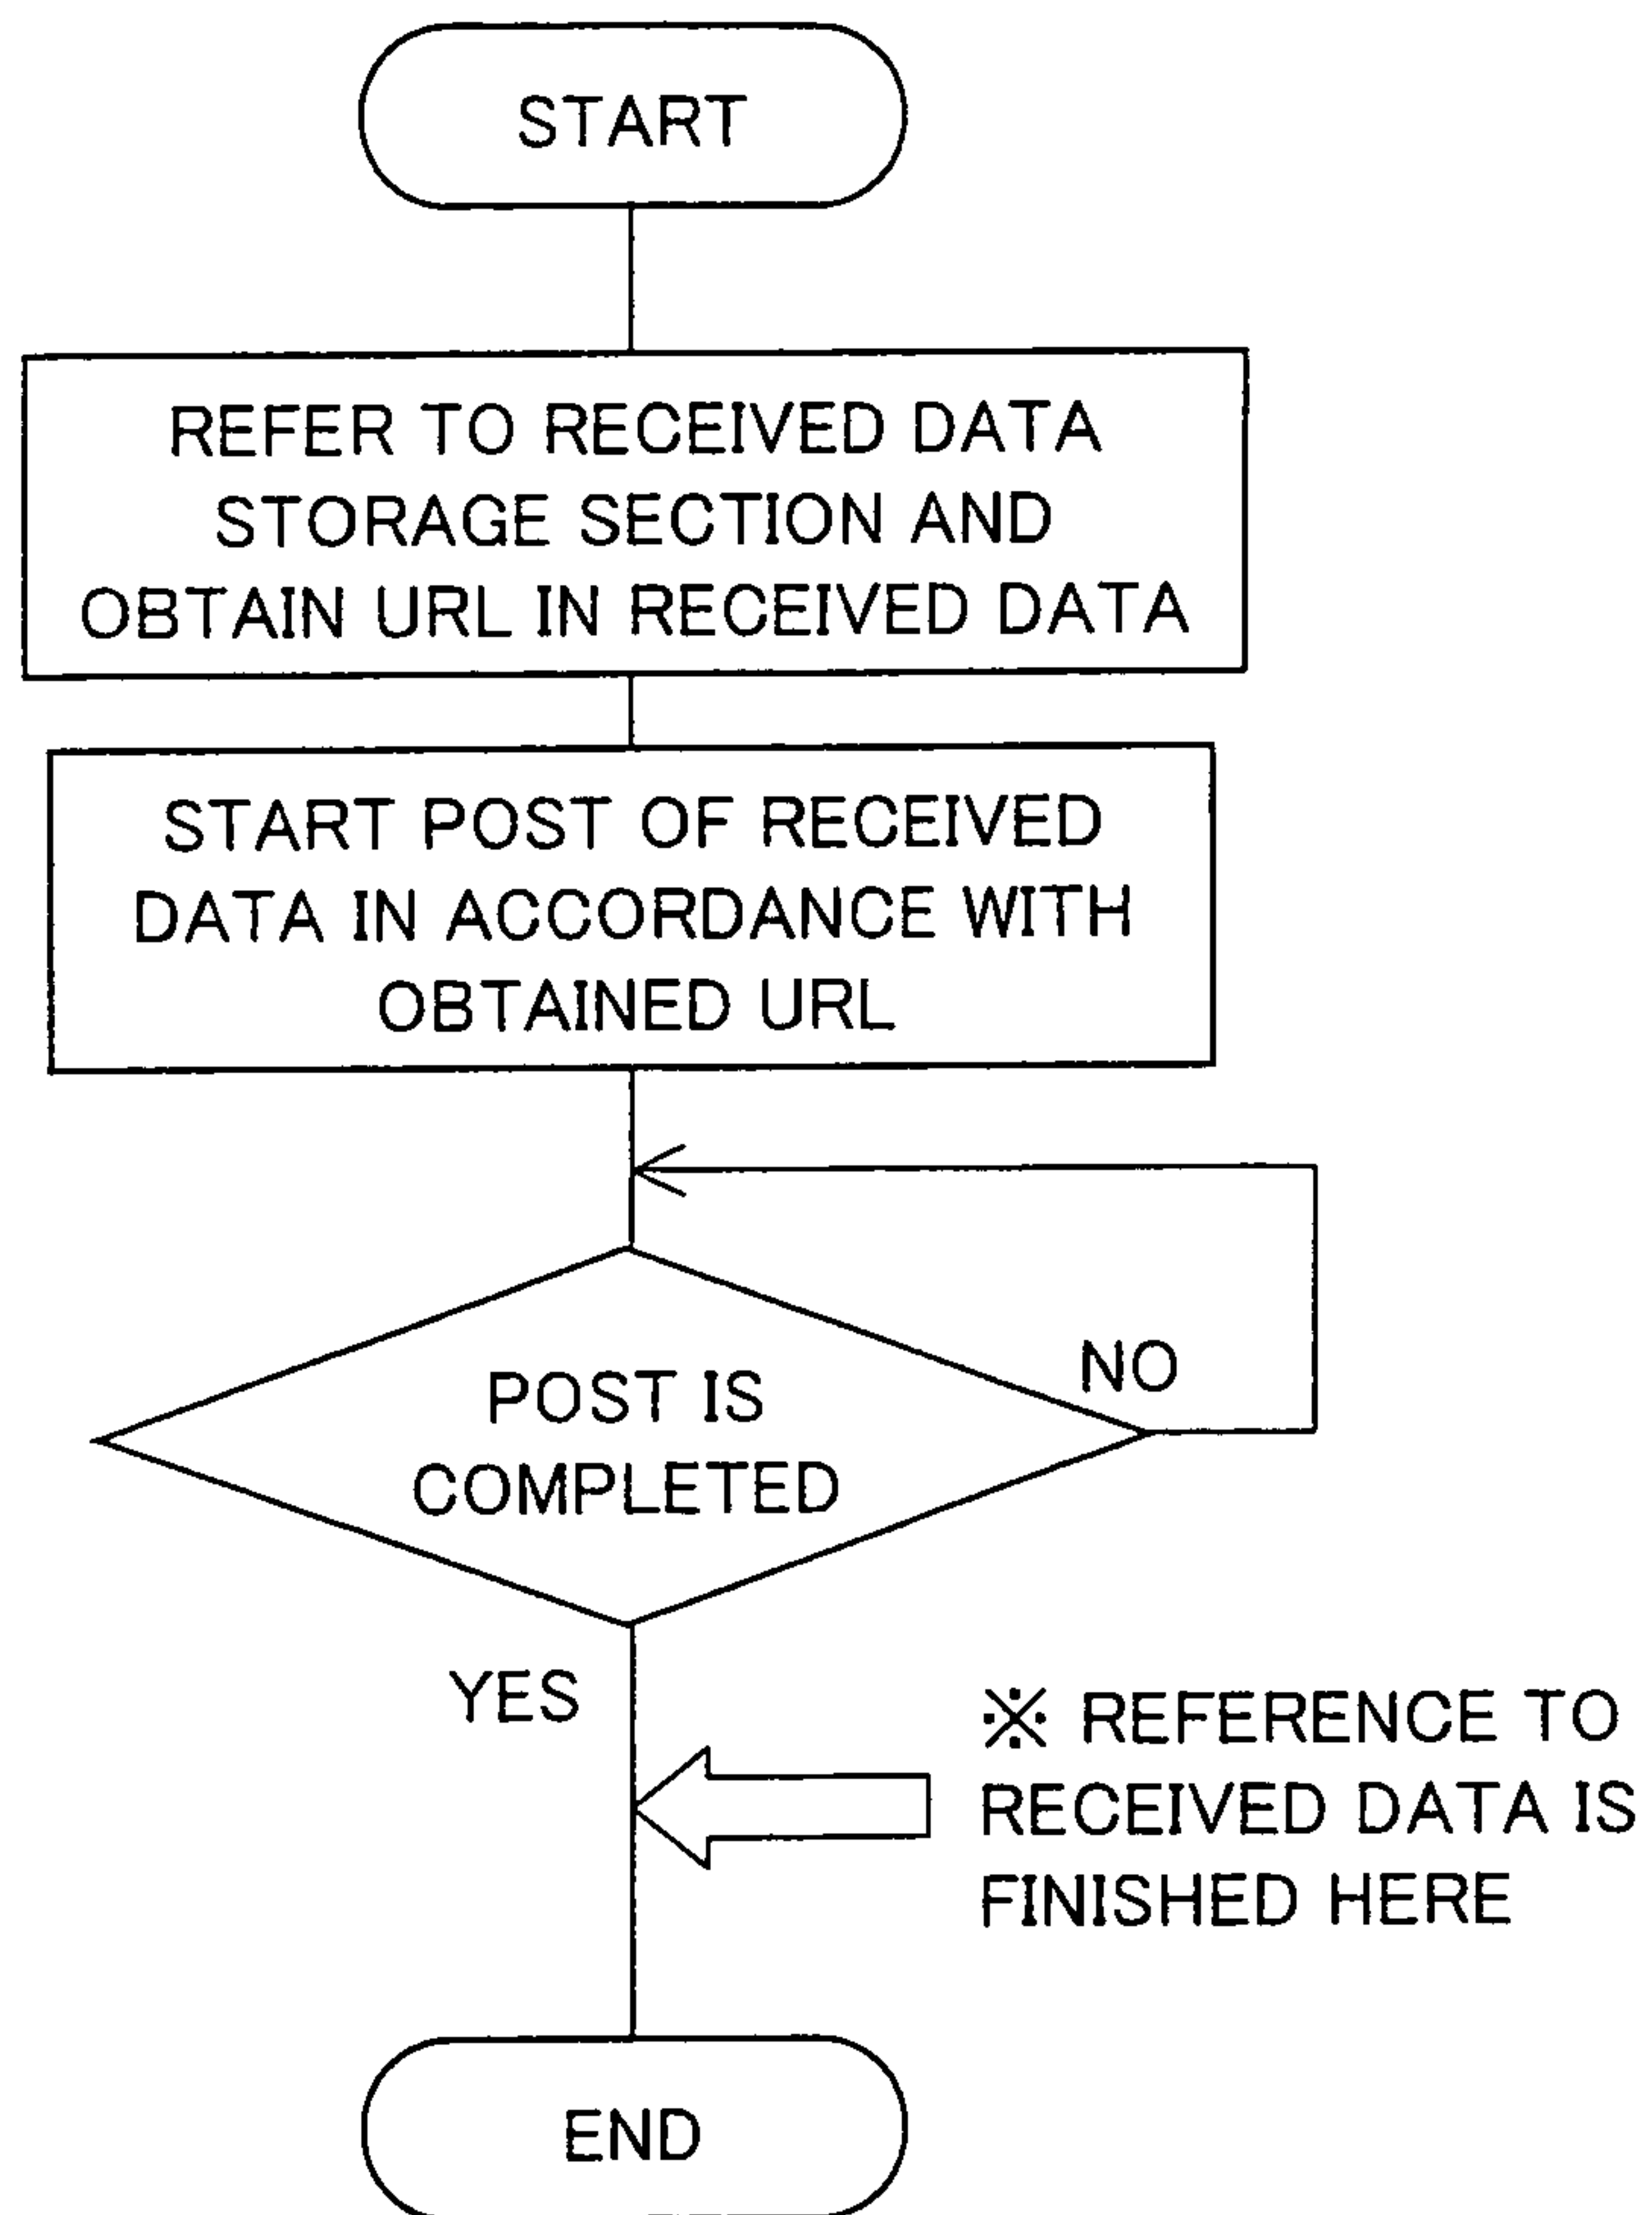 START
REFER TO RECEIVED DATA
STORAGE SECTION AND
OBTAIN URL IN RECEIVED DATA
START POST OF RECEIVED
DATA IN ACCORDANCE WITH
OBTAINED URL
NO
POST IS
COMPLETED
YES
※ REFERENCE TO
RECEIVED DATA IS
FINISHED HERE
END